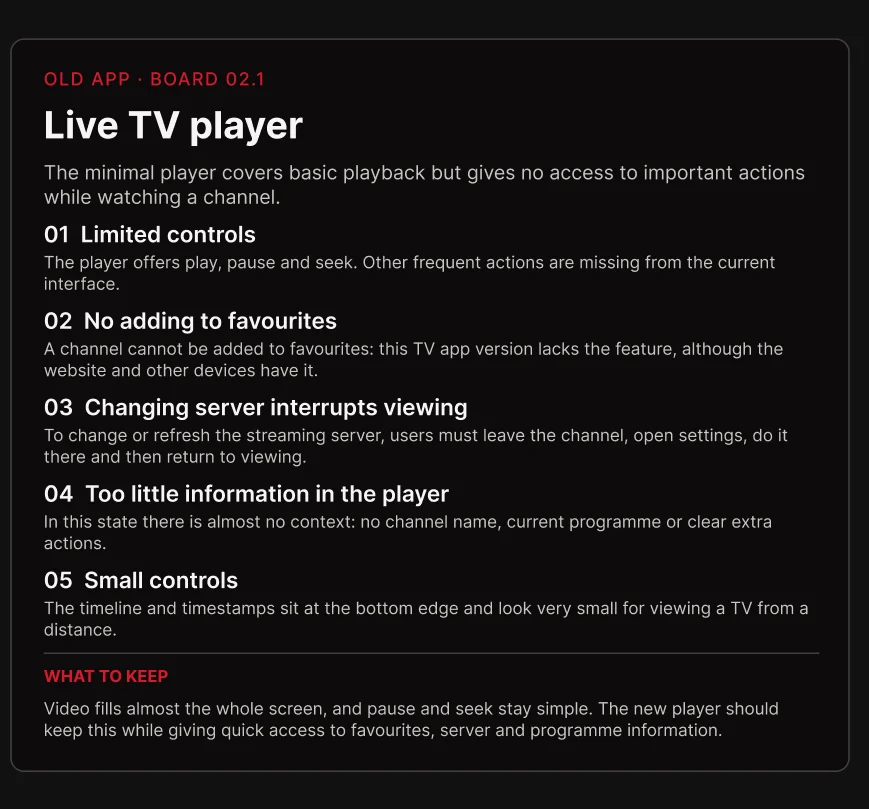 OLD APP · BOARD 02.1
Live TV player
The minimal player covers basic playback but gives no access to important actions
while watching a channel.
01 Limited controls
The player offers play, pause and seek. Other frequent actions are missing from the current
interface.
02 No adding to favourites
A channel cannot be added to favourites: this TV app version lacks the feature, although the
website and other devices have it.
03 Changing server interrupts viewing
To change or refresh the streaming server, users must leave the channel, open settings, do it
there and then return to viewing.
04 Too little information in the player
In this state there is almost no context: no channel name, current programme or clear extra
actions.
05 Small controls
The timeline and timestamps sit at the bottom edge and look very small for viewing a TV from a
distance.
WHAT TO KEEP
Video fills almost the whole screen, and pause and seek stay simple. The new player should
keep this while giving quick access to favourites, server and programme information.